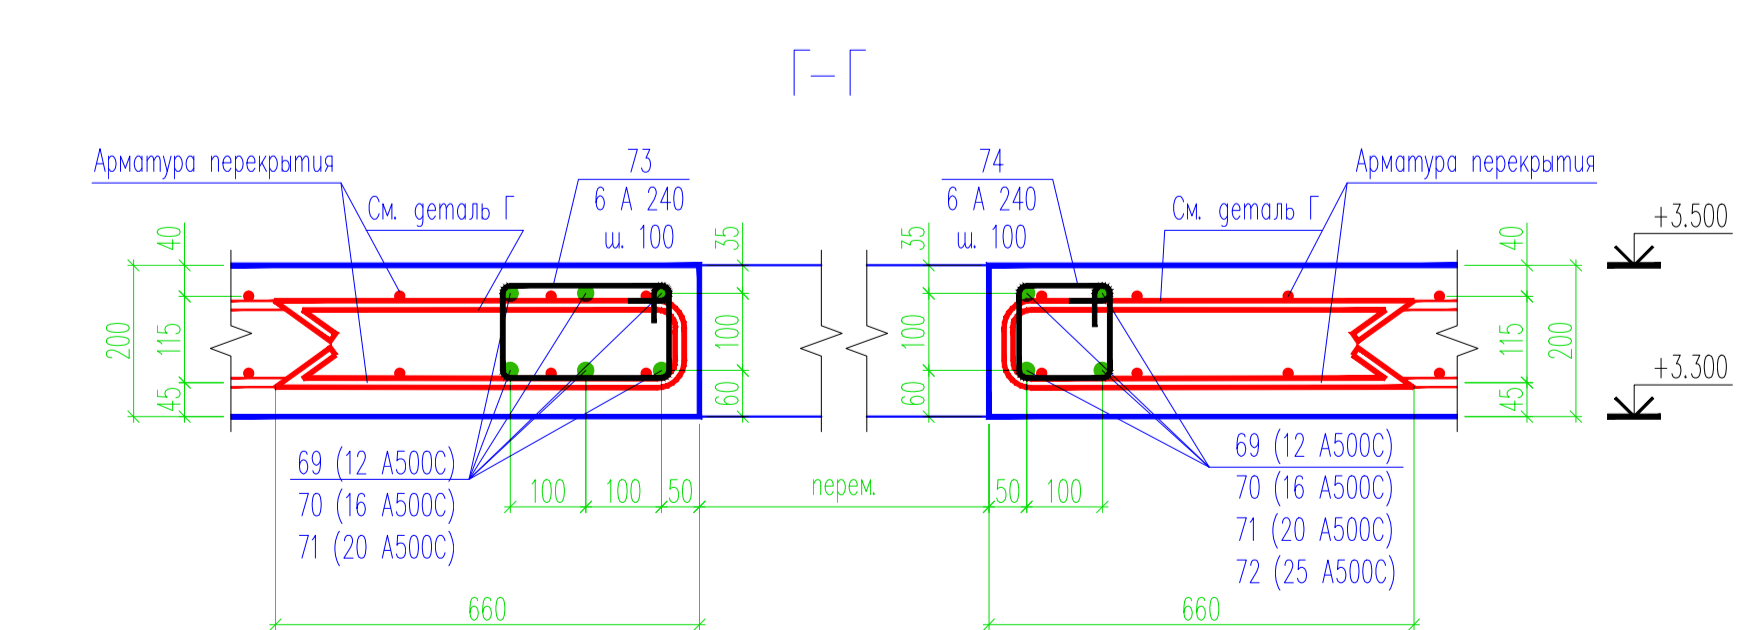 Г–Г
Арматура перекрытия
См. деталь Г
73
6 А 240
ш. 100
74
6 А 240
ш. 100
См. деталь Г
Арматура перекрытия
+3.500
+3.300
40
115
45
200
35
100
60
35
100
60
40
115
45
200
69 (12 А500С)
70 (16 А500С)
71 (20 А500С)
100 100 50 перем. 50 100
69 (12 А500С)
70 (16 А500С)
71 (20 А500С)
72 (25 А500С)
660 660